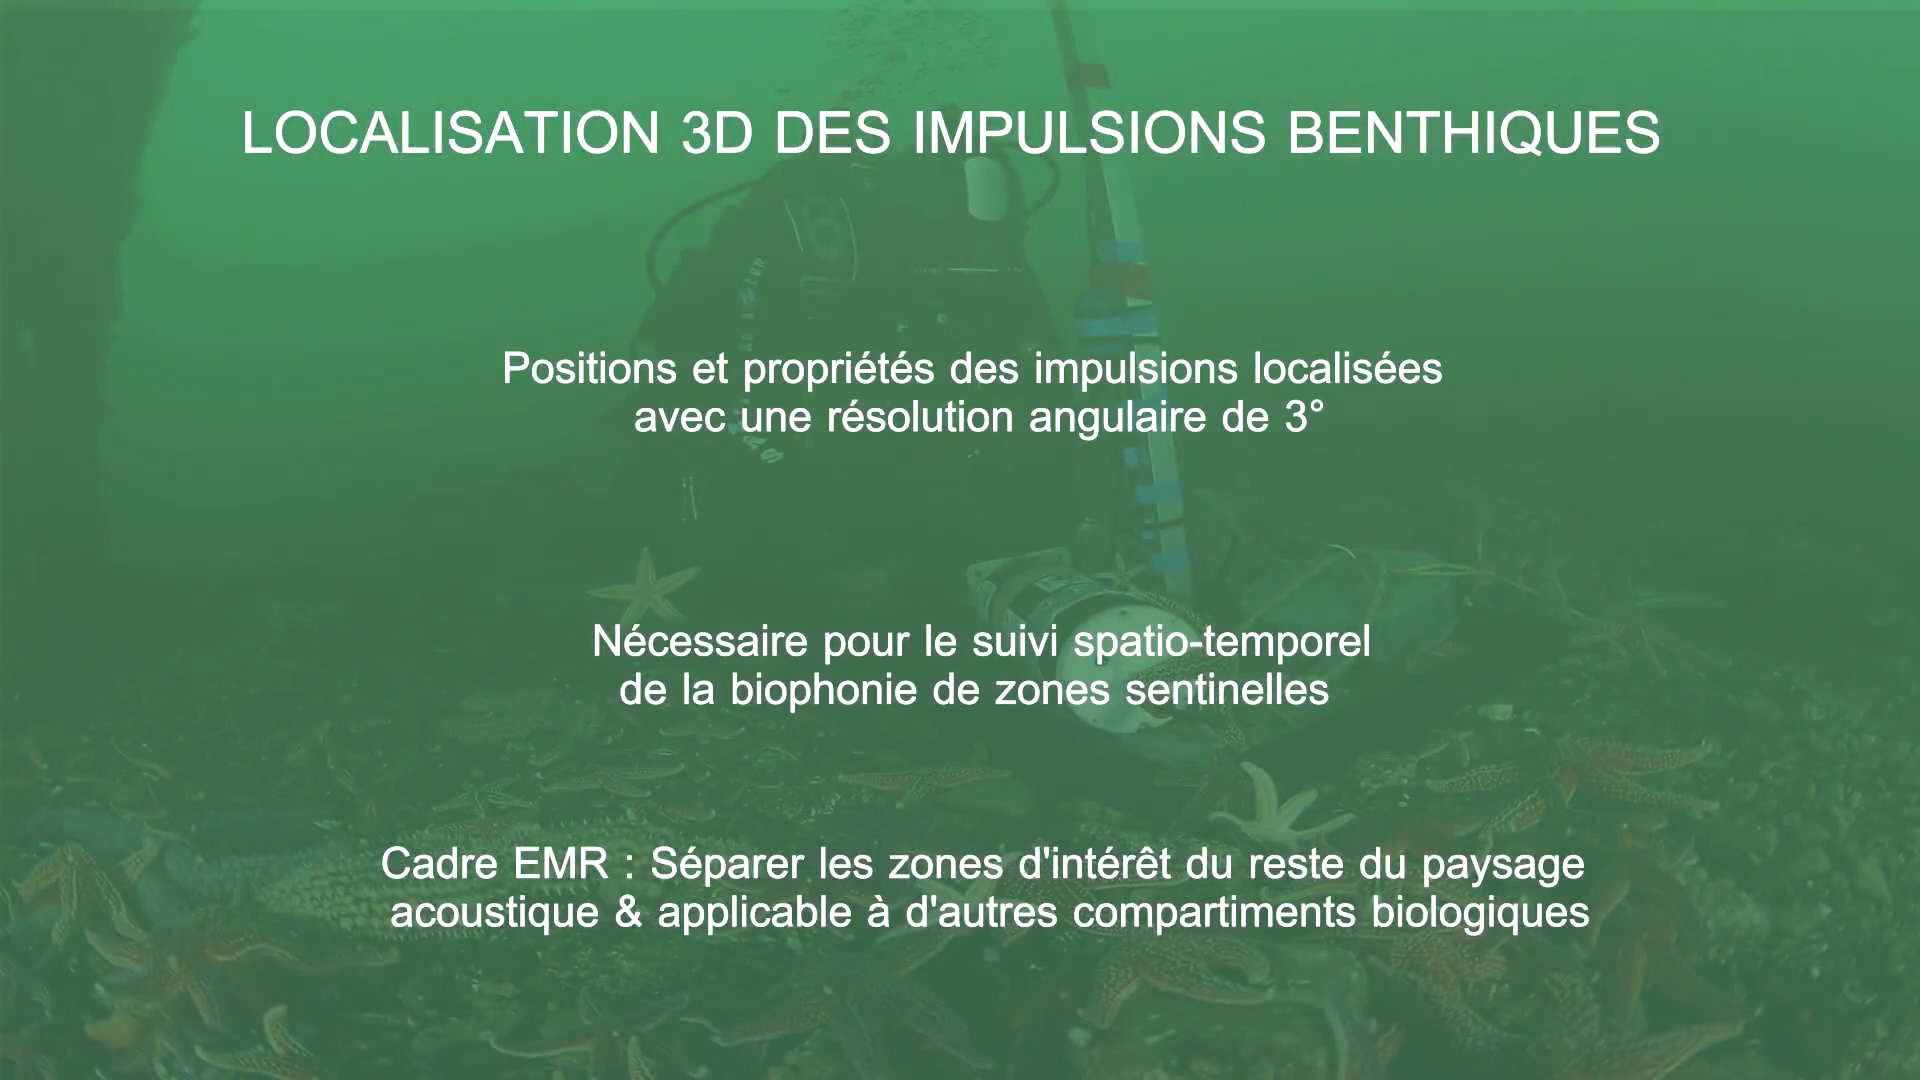 LOCALISATION 3D DES IMPULSIONS BENTHIQUES
Positions et propriétés des impulsions localisées
avec une résolution angulaire de 3°
Nécessaire pour le suivi spatio-temporel
de la biophonie de zones sentinelles
Cadre EMR : Séparer les zones d'intérêt du reste du paysage
acoustique & applicable à d'autres compartiments biologiques